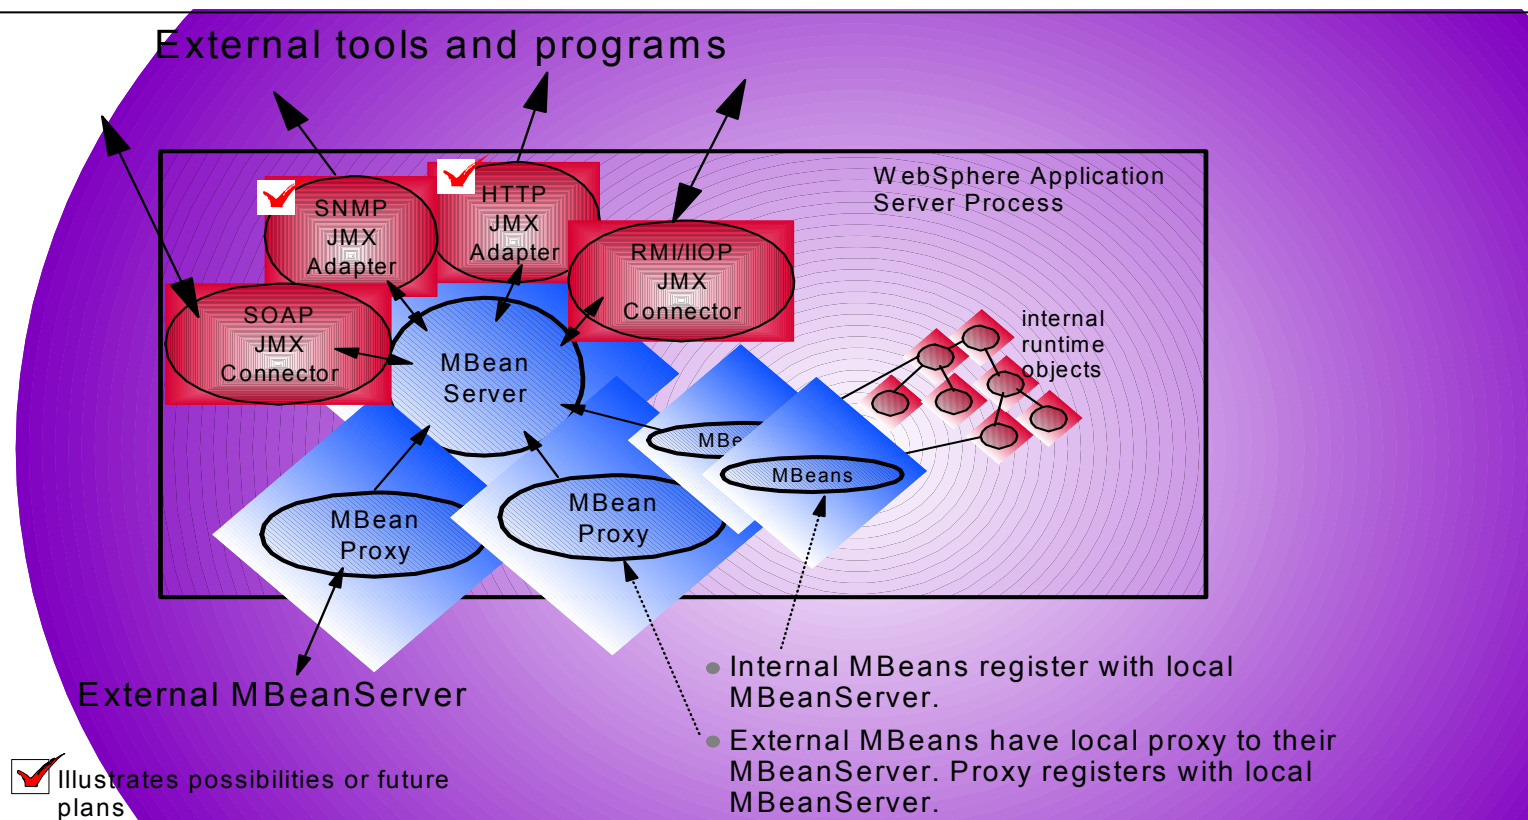 External tools and programs
WebSphere Application
Server Process
SNMP
JMX
Adapter
HTTP
JMX
Adapter
RMI/IIOP
JMX
Connector
SOAP
JMX
Connector
MBean
Server
internal
runtime
objects
MBe
MBeans
MBean
Proxy
MBean
Proxy
External MBeanServer
Internal MBeans register with local
MBeanServer.
External MBeans have local proxy to their
MBeanServer. Proxy registers with local
MBeanServer.
Illustrates possibilities or future
plans